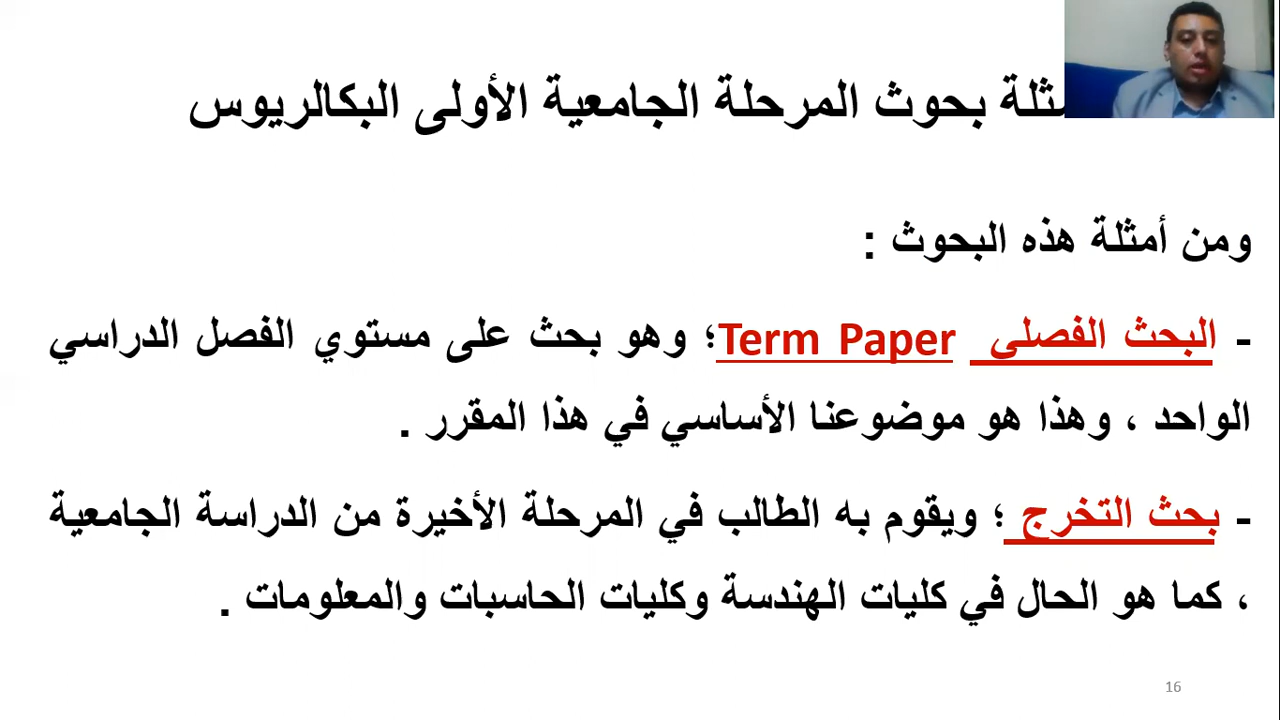 بحوث المرحلة الجامعية الأولى البكالريوس
ومن أمثلة هذه البحوث :
- البحث الفصلى Term Paper؛ وهو بحث على مستوي الفصل الدراسي
الواحد ، وهذا هو موضوعنا الأساسي في هذا المقرر .
- بحث التخرج ؛ ويقوم به الطالب في المرحلة الأخيرة من الدراسة الجامعية
، كما هو الحال في كليات الهندسة وكليات الحاسبات والمعلومات .
16